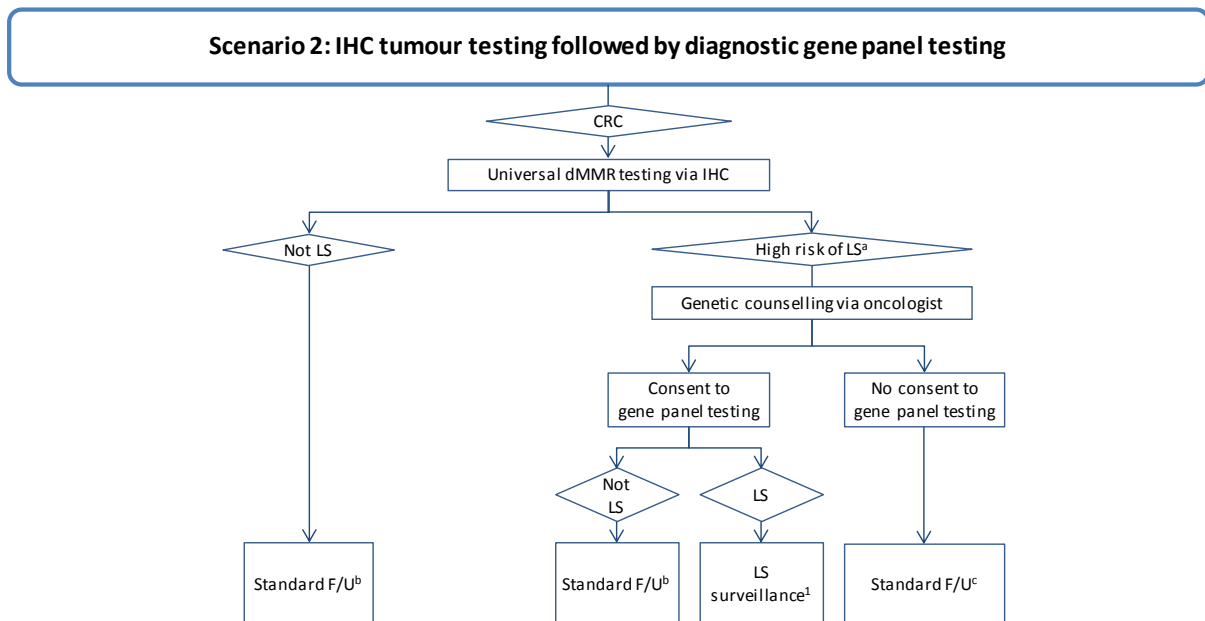 Scenario 2: IHC tumour testing followed by diagnostic gene panel testing
CRC
Universal dMMR testing via IHC
Not LS
High risk of LSᵃ
Genetic counselling via oncologist
Consent to
gene panel testing
No consent to
gene panel testing
Not
LS
LS
Standard F/Uᵇ
Standard F/Uᵇ
LS
surveillance¹
Standard F/Uᶜ